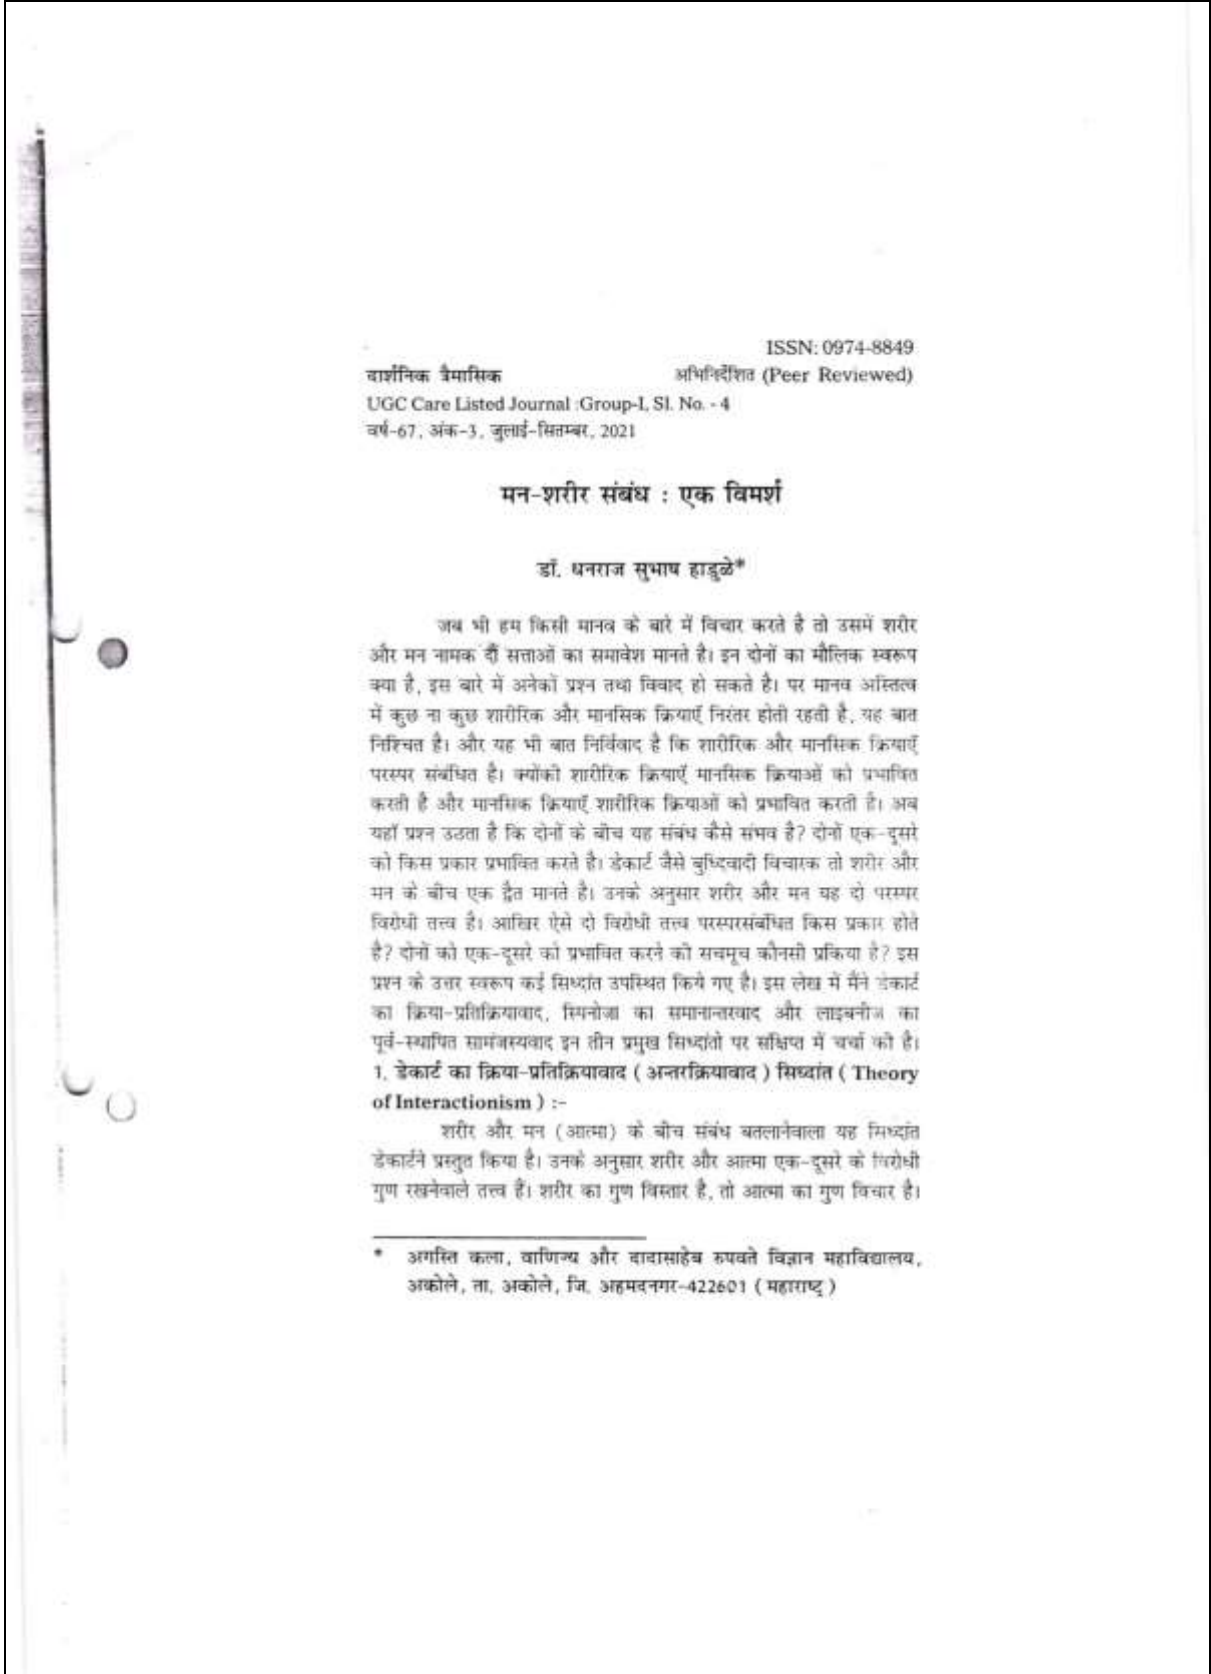 ISSN: 0974-8849
दार्शनिक त्रैमासिक अभिनिर्देशित (Peer Reviewed)
UGC Care Listed Journal :Group-I, Sl. No. - 4
वर्ष-67, अंक-3, जुलाई-सितम्बर, 2021
मन-शरीर संबंध : एक विमर्श
डॉ. धनराज सुभाष हाडुळे*
जब भी हम किसी मानव के बारे में विचार करते है तो उसमें शरीर
और मन नामक दौं सत्ताओं का समावेश मानते है। इन दोनों का मौलिक स्वरूप
क्या है, इस बारे में अनेकों प्रश्न तथा विवाद हो सकते है। पर मानव अस्तित्व
में कुछ ना कुछ शारीरिक और मानसिक क्रियाएँ निरंतर होती रहती है, यह बात
निश्चित है। और यह भी बात निर्विवाद है कि शारीरिक और मानसिक क्रियाएँ
परस्पर संबंधित है। क्योंकी शारीरिक क्रियाएँ मानसिक क्रियाओं को प्रभावित
करती है और मानसिक क्रियाएँ शारीरिक क्रियाओं को प्रभावित करती है। अब
यहाँ प्रश्न उठता है कि दोनों के बीच यह संबंध कैसे संभव है? दोनों एक-दूसरे
को किस प्रकार प्रभावित करते है। डेकार्ट जैसे बुध्दिवादी विचारक तो शरीर और
मन के बीच एक द्वैत मानते है। उनके अनुसार शरीर और मन यह दो परस्पर
विरोधी तत्त्व है। आखिर ऐसे दो विरोधी तत्त्व परस्परसंबंधित किस प्रकार होते
है? दोनों को एक-दूसरे को प्रभावित करने की सचमूच कौनसी प्रकिया है? इस
प्रश्न के उत्तर स्वरूप कई सिध्दांत उपस्थित किये गए है। इस लेख में मैंने डेकार्ट
का क्रिया-प्रतिक्रियावाद, स्पिनोजा का समानान्तरवाद और लाइबनीज का
पूर्व-स्थापित सामंजस्यवाद इन तीन प्रमुख सिध्दांतो पर संक्षिप्त में चर्चा की है।
1. डेकार्ट का क्रिया-प्रतिक्रियावाद ( अन्तरक्रियावाद ) सिध्दांत ( Theory
of Interactionism ) :-
शरीर और मन (आत्मा) के बीच संबंध बतलानेवाला यह सिध्दांत
डेकार्टने प्रस्तुत किया है। उनके अनुसार शरीर और आत्मा एक-दूसरे के विरोधी
गुण रखनेवाले तत्त्व हैं। शरीर का गुण विस्तार है, तो आत्मा का गुण विचार है।
* अगस्ति कला, वाणिज्य और दादासाहेब रुपवते विज्ञान महाविद्यालय,
अकोले, ता. अकोले, जि. अहमदनगर-422601 ( महाराष्ट्र )